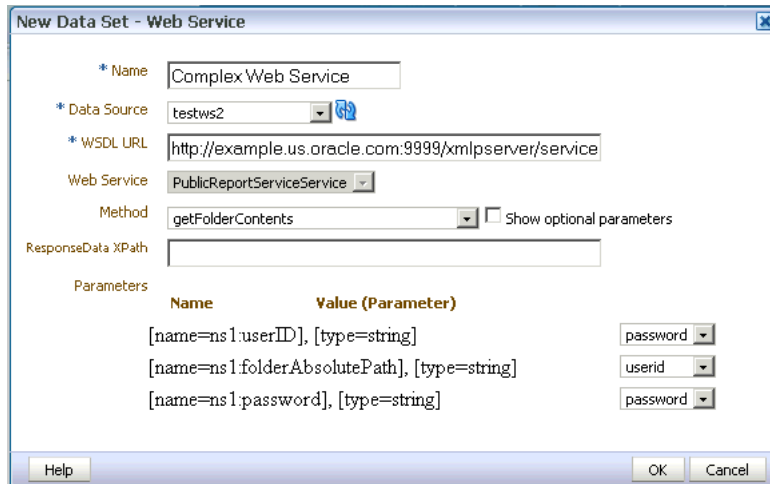 New Data Set - Web Service
* Name Complex Web Service
* Data Source testws2
* WSDL URL http://example.us.oracle.com:9999/xmlpserver/service
Web Service PublicReportServiceService
Method getFolderContents Show optional parameters
ResponseData XPath
Parameters
Name Value (Parameter)
[name=ns1:userID], [type=string] password
[name=ns1:folderAbsolutePath], [type=string] userid
[name=ns1:password], [type=string] password
Help OK Cancel